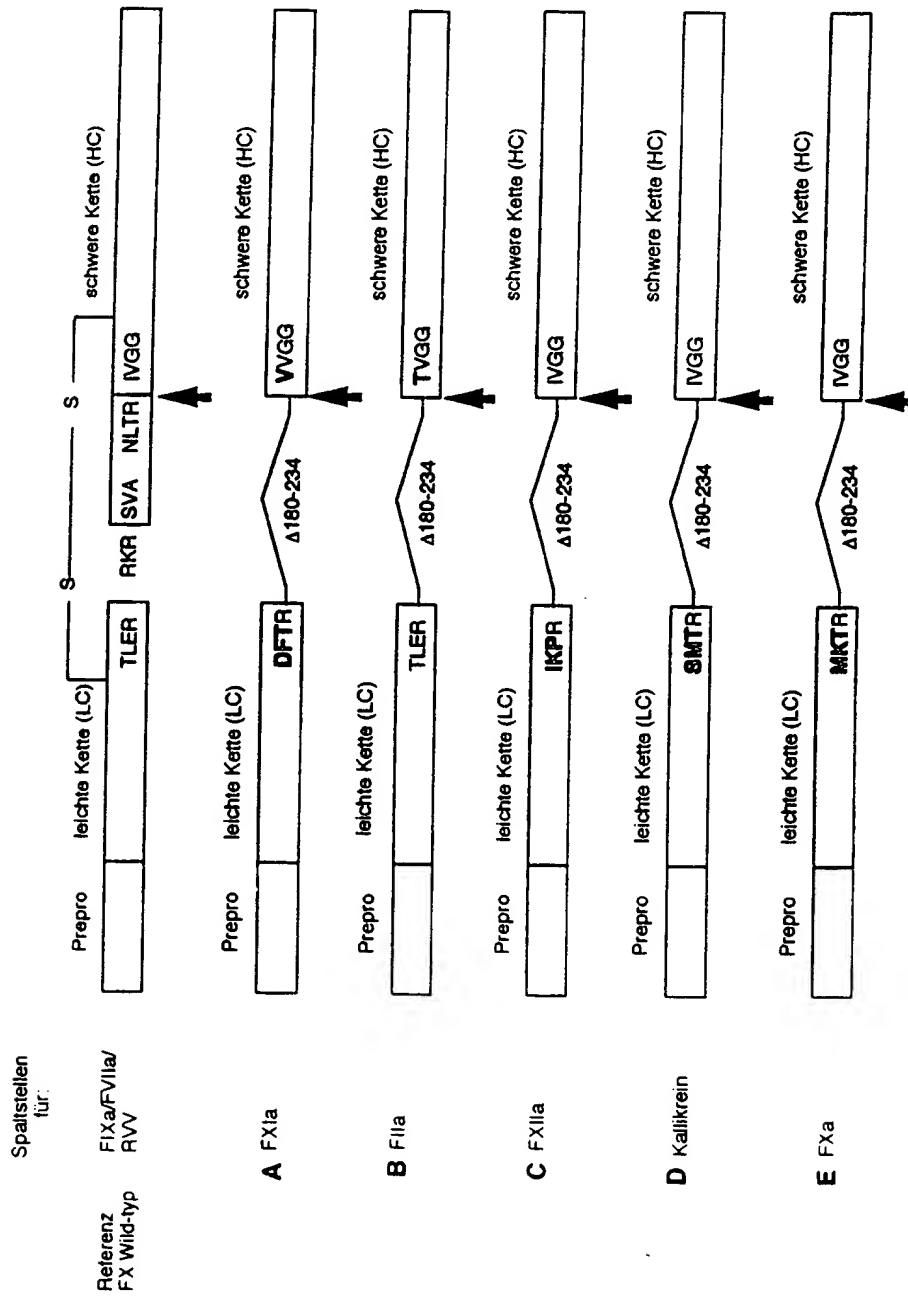 Spaltstellen
für:
Referenz
FX Wild-typ
FIXa/FVIIa/
RVV
Prepro
leichte Kette (LC)
S
S
schwere Kette (HC)
TLER
RKR
SVA
NLTR
IVGG
A FXIa
Prepro
leichte Kette (LC)
schwere Kette (HC)
DFTR
Δ180-234
VVGG
B FIIa
Prepro
leichte Kette (LC)
schwere Kette (HC)
TLER
Δ180-234
TVGG
C FXIIa
Prepro
leichte Kette (LC)
schwere Kette (HC)
IKPR
Δ180-234
IVGG
D Kallikrein
Prepro
leichte Kette (LC)
schwere Kette (HC)
SMTR
Δ180-234
IVGG
E FXa
Prepro
leichte Kette (LC)
schwere Kette (HC)
MKTR
Δ180-234
IVGG